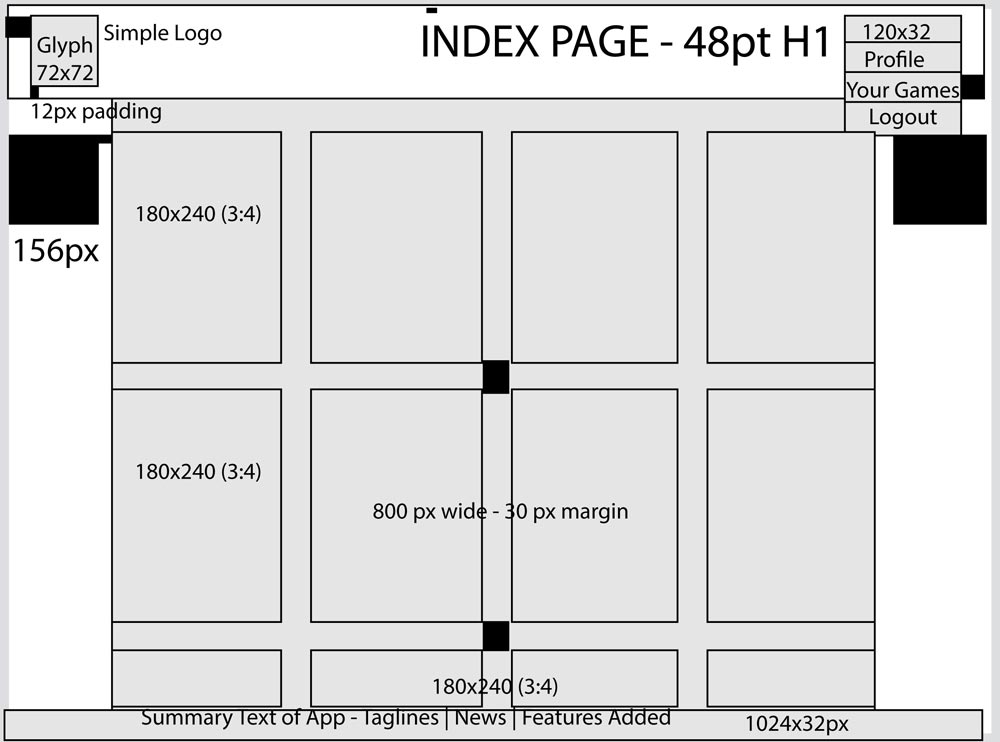 Glyph
72x72
Simple Logo
INDEX PAGE - 48pt H1
120x32
Profile
Your Games
Logout
12px padding
156px
180x240 (3:4)
180x240 (3:4)
800 px wide - 30 px margin
180x240 (3:4)
Summary Text of App - Taglines | News | Features Added
1024x32px